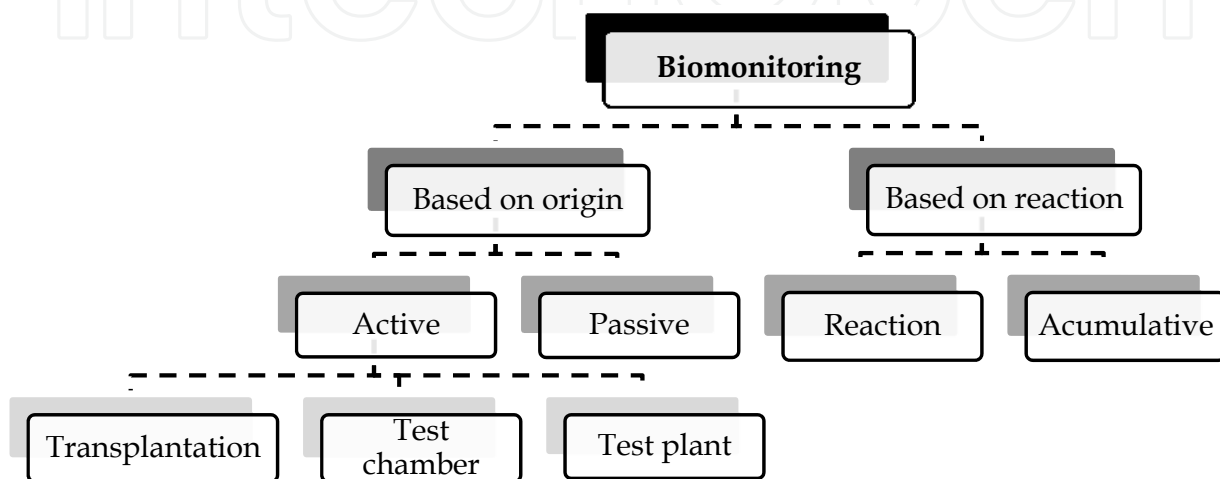 Biomonitoring
Based on origin
Based on reaction
Active
Passive
Reaction
Acumulative
Transplantation
Test
chamber
Test plant